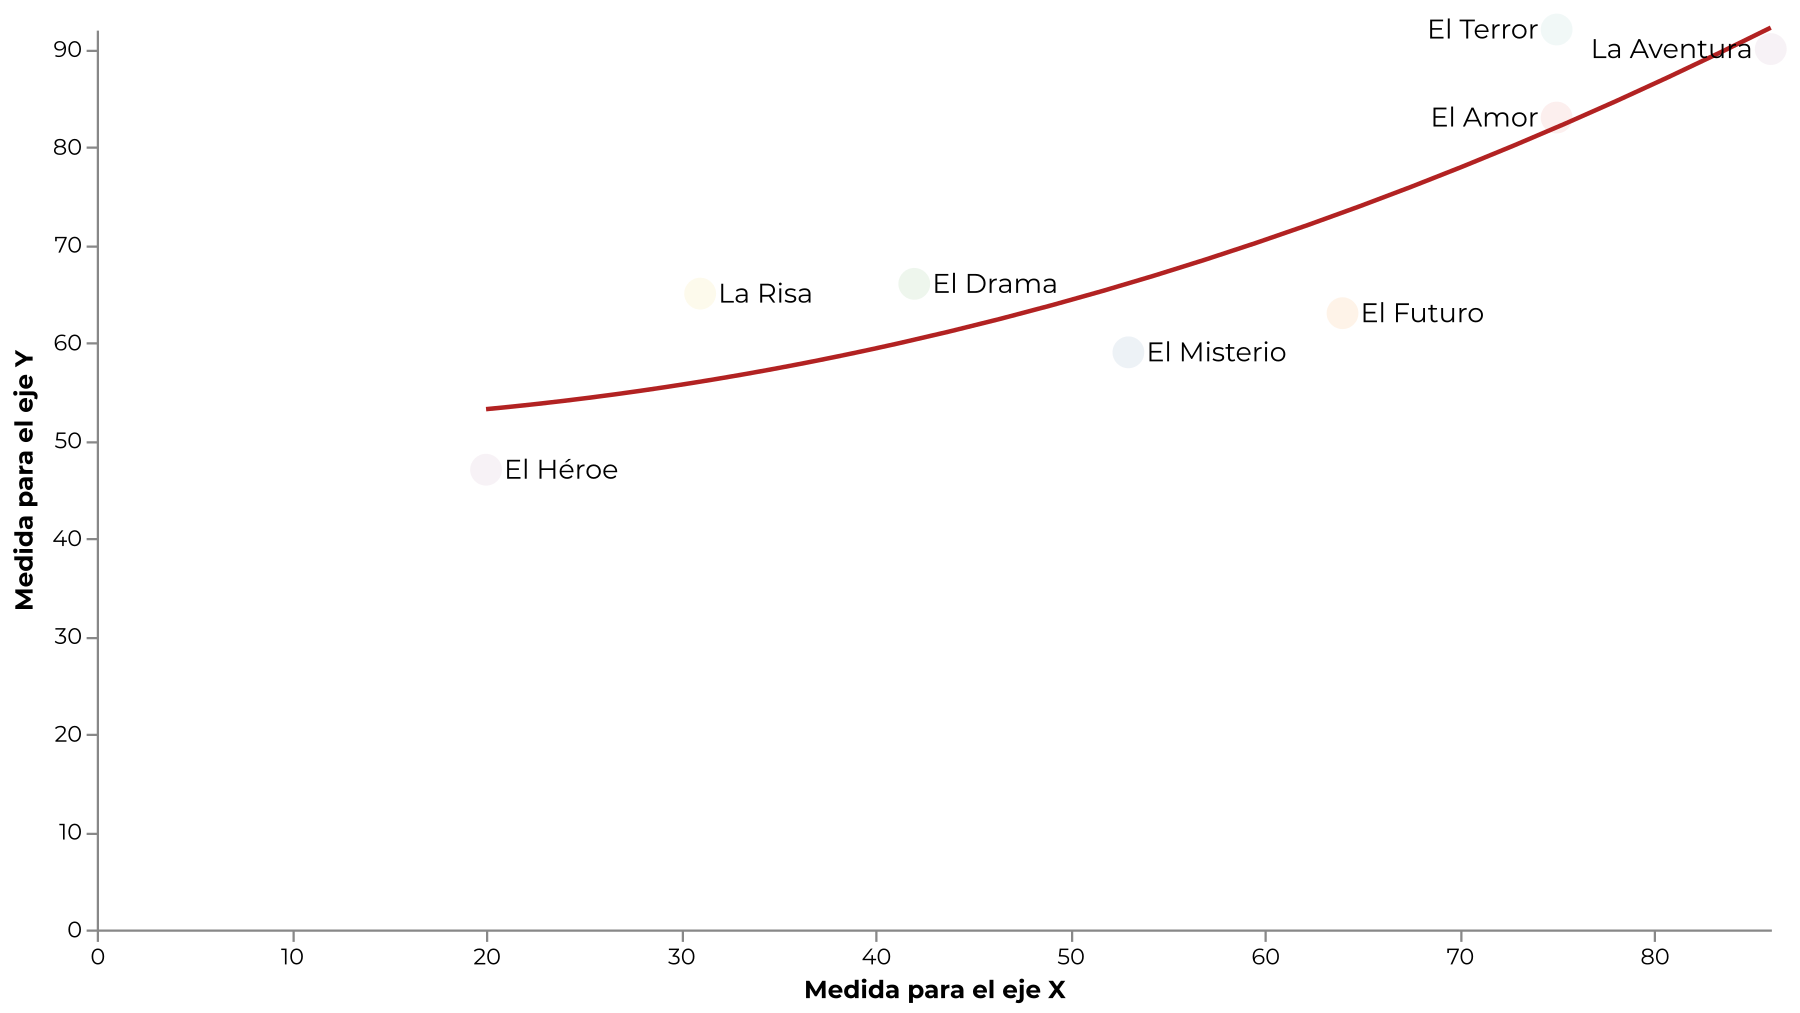 El Terror
La Aventura
El Amor
La Risa
El Drama
El Futuro
El Misterio
El Héroe
90
80
70
60
50
40
30
20
10
0
Medida para el eje Y
0 10 20 30 40 50 60 70 80
Medida para el eje X